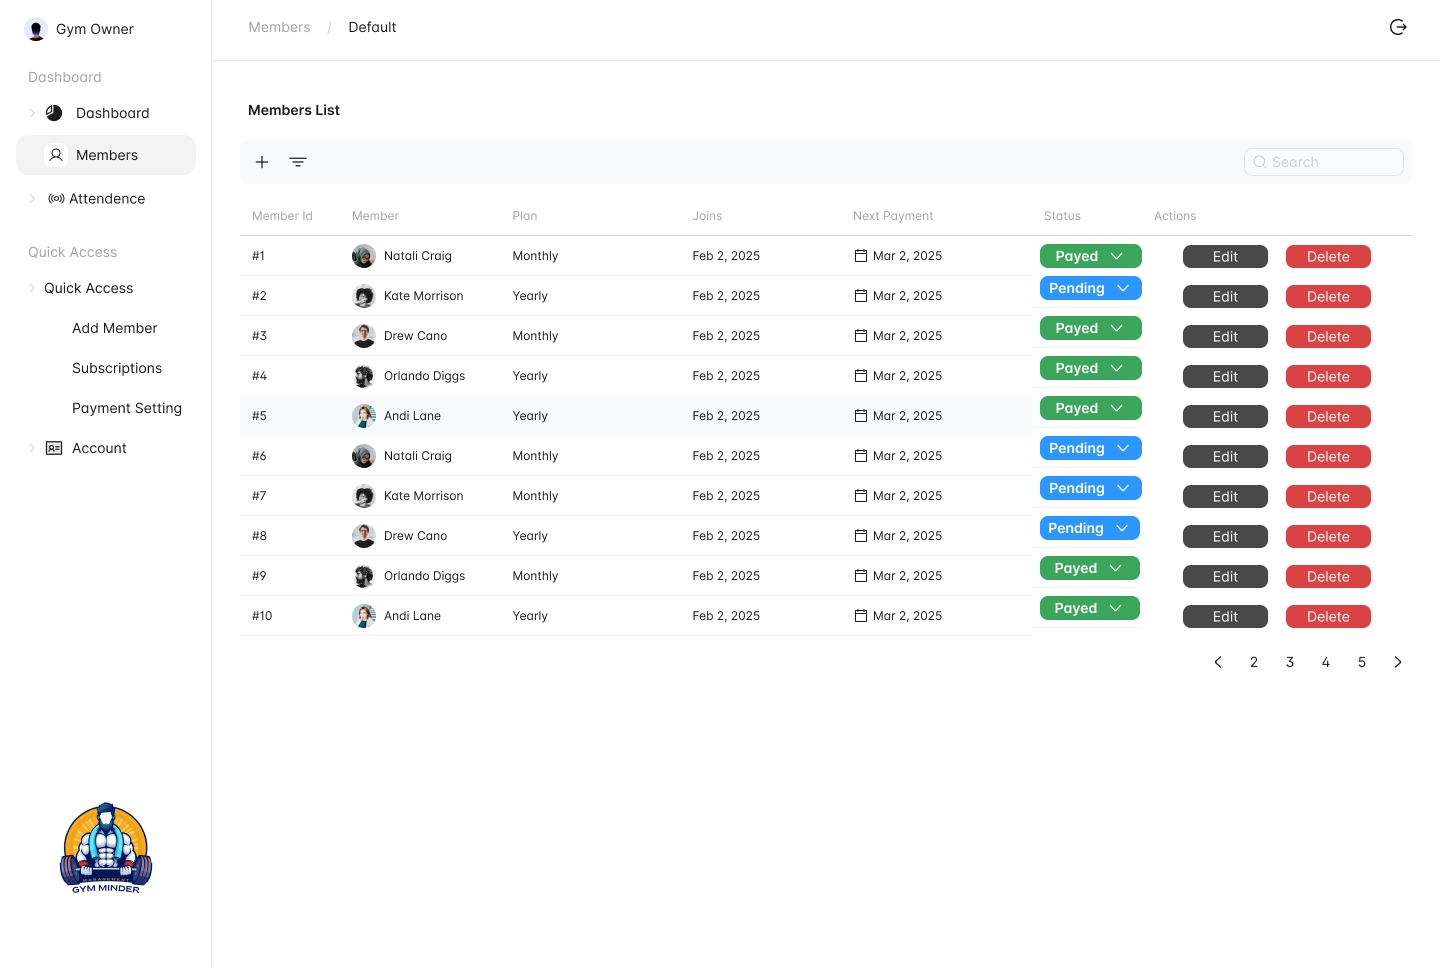 Gym Owner
Dashboard
Dashboard
Members
Attendence
Quick Access
Quick Access
Add Member
Subscriptions
Payment Setting
Account
MANAGEMENT
GYM MINDER
Members / Default
Members List
Search
Member Id Member Plan Joins Next Payment Status Actions
#1 Natali Craig Monthly Feb 2, 2025 Mar 2, 2025 Payed Edit Delete
#2 Kate Morrison Yearly Feb 2, 2025 Mar 2, 2025 Pending Edit Delete
#3 Drew Cano Monthly Feb 2, 2025 Mar 2, 2025 Payed Edit Delete
#4 Orlando Diggs Yearly Feb 2, 2025 Mar 2, 2025 Payed Edit Delete
#5 Andi Lane Yearly Feb 2, 2025 Mar 2, 2025 Payed Edit Delete
#6 Natali Craig Monthly Feb 2, 2025 Mar 2, 2025 Pending Edit Delete
#7 Kate Morrison Monthly Feb 2, 2025 Mar 2, 2025 Pending Edit Delete
#8 Drew Cano Yearly Feb 2, 2025 Mar 2, 2025 Pending Edit Delete
#9 Orlando Diggs Monthly Feb 2, 2025 Mar 2, 2025 Payed Edit Delete
#10 Andi Lane Yearly Feb 2, 2025 Mar 2, 2025 Payed Edit Delete
2 3 4 5